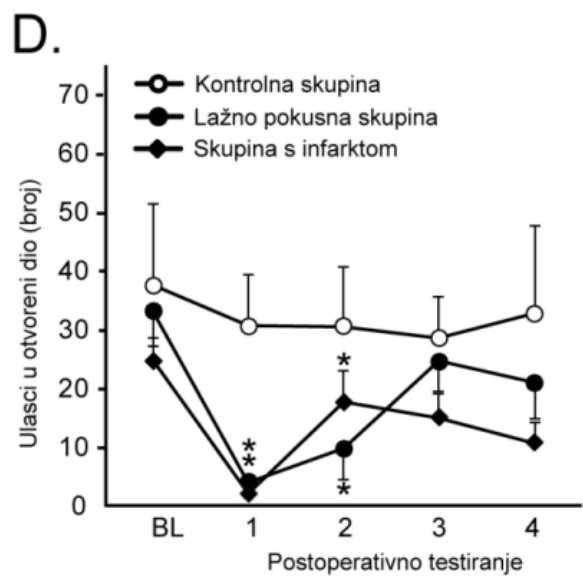 D.
Kontrolna skupina
Lažno pokusna skupina
Skupina s infarktom
Ulasci u otvoreni dio (broj)
70
60
50
40
30
20
10
0
*
*
*
*
BL 1 2 3 4
Postoperativno testiranje